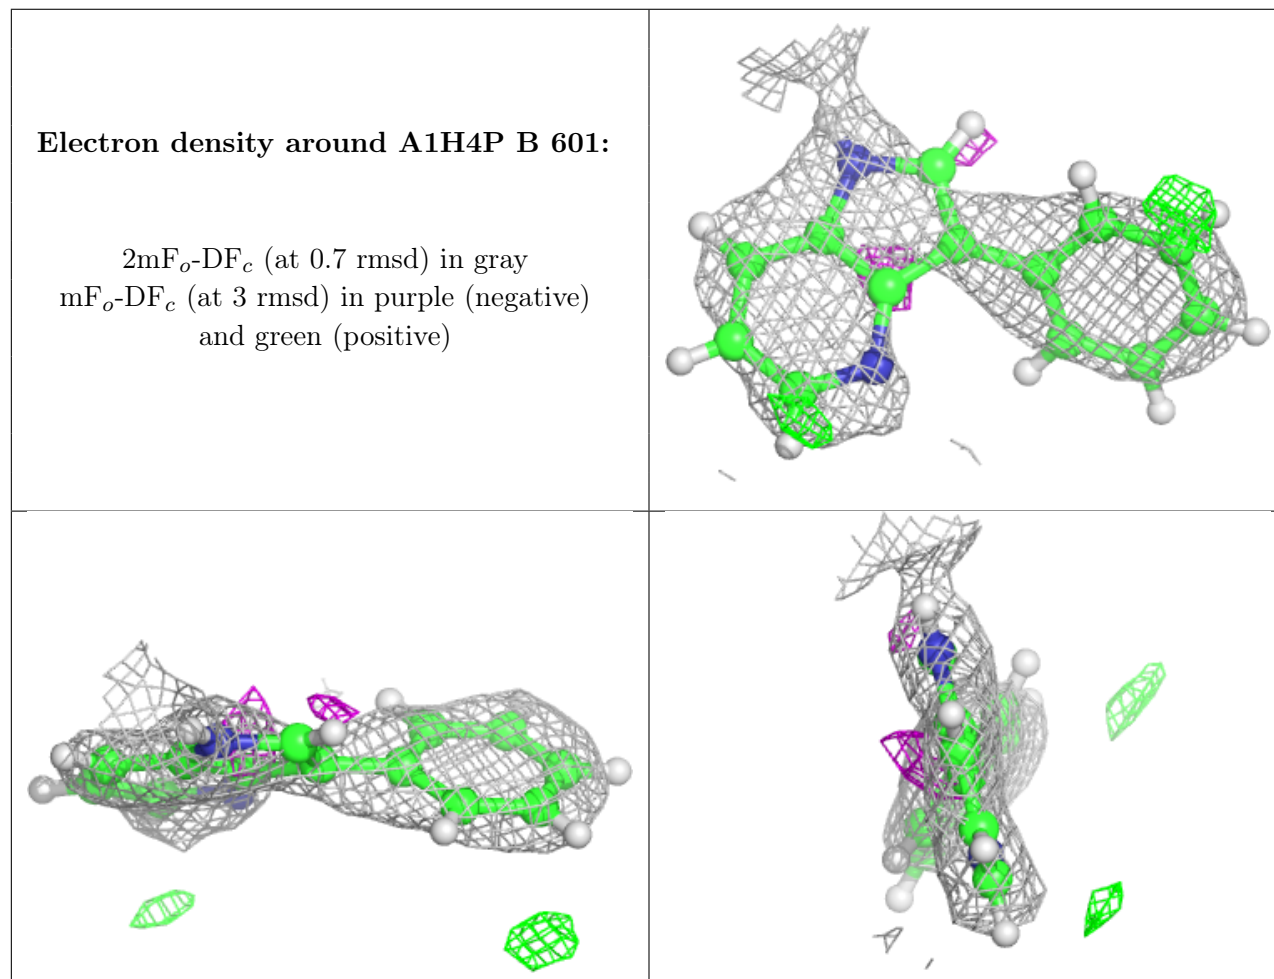 Electron density around A1H4P B 601:
2mFo-DFc (at 0.7 rmsd) in gray
mFo-DFc (at 3 rmsd) in purple (negative)
and green (positive)